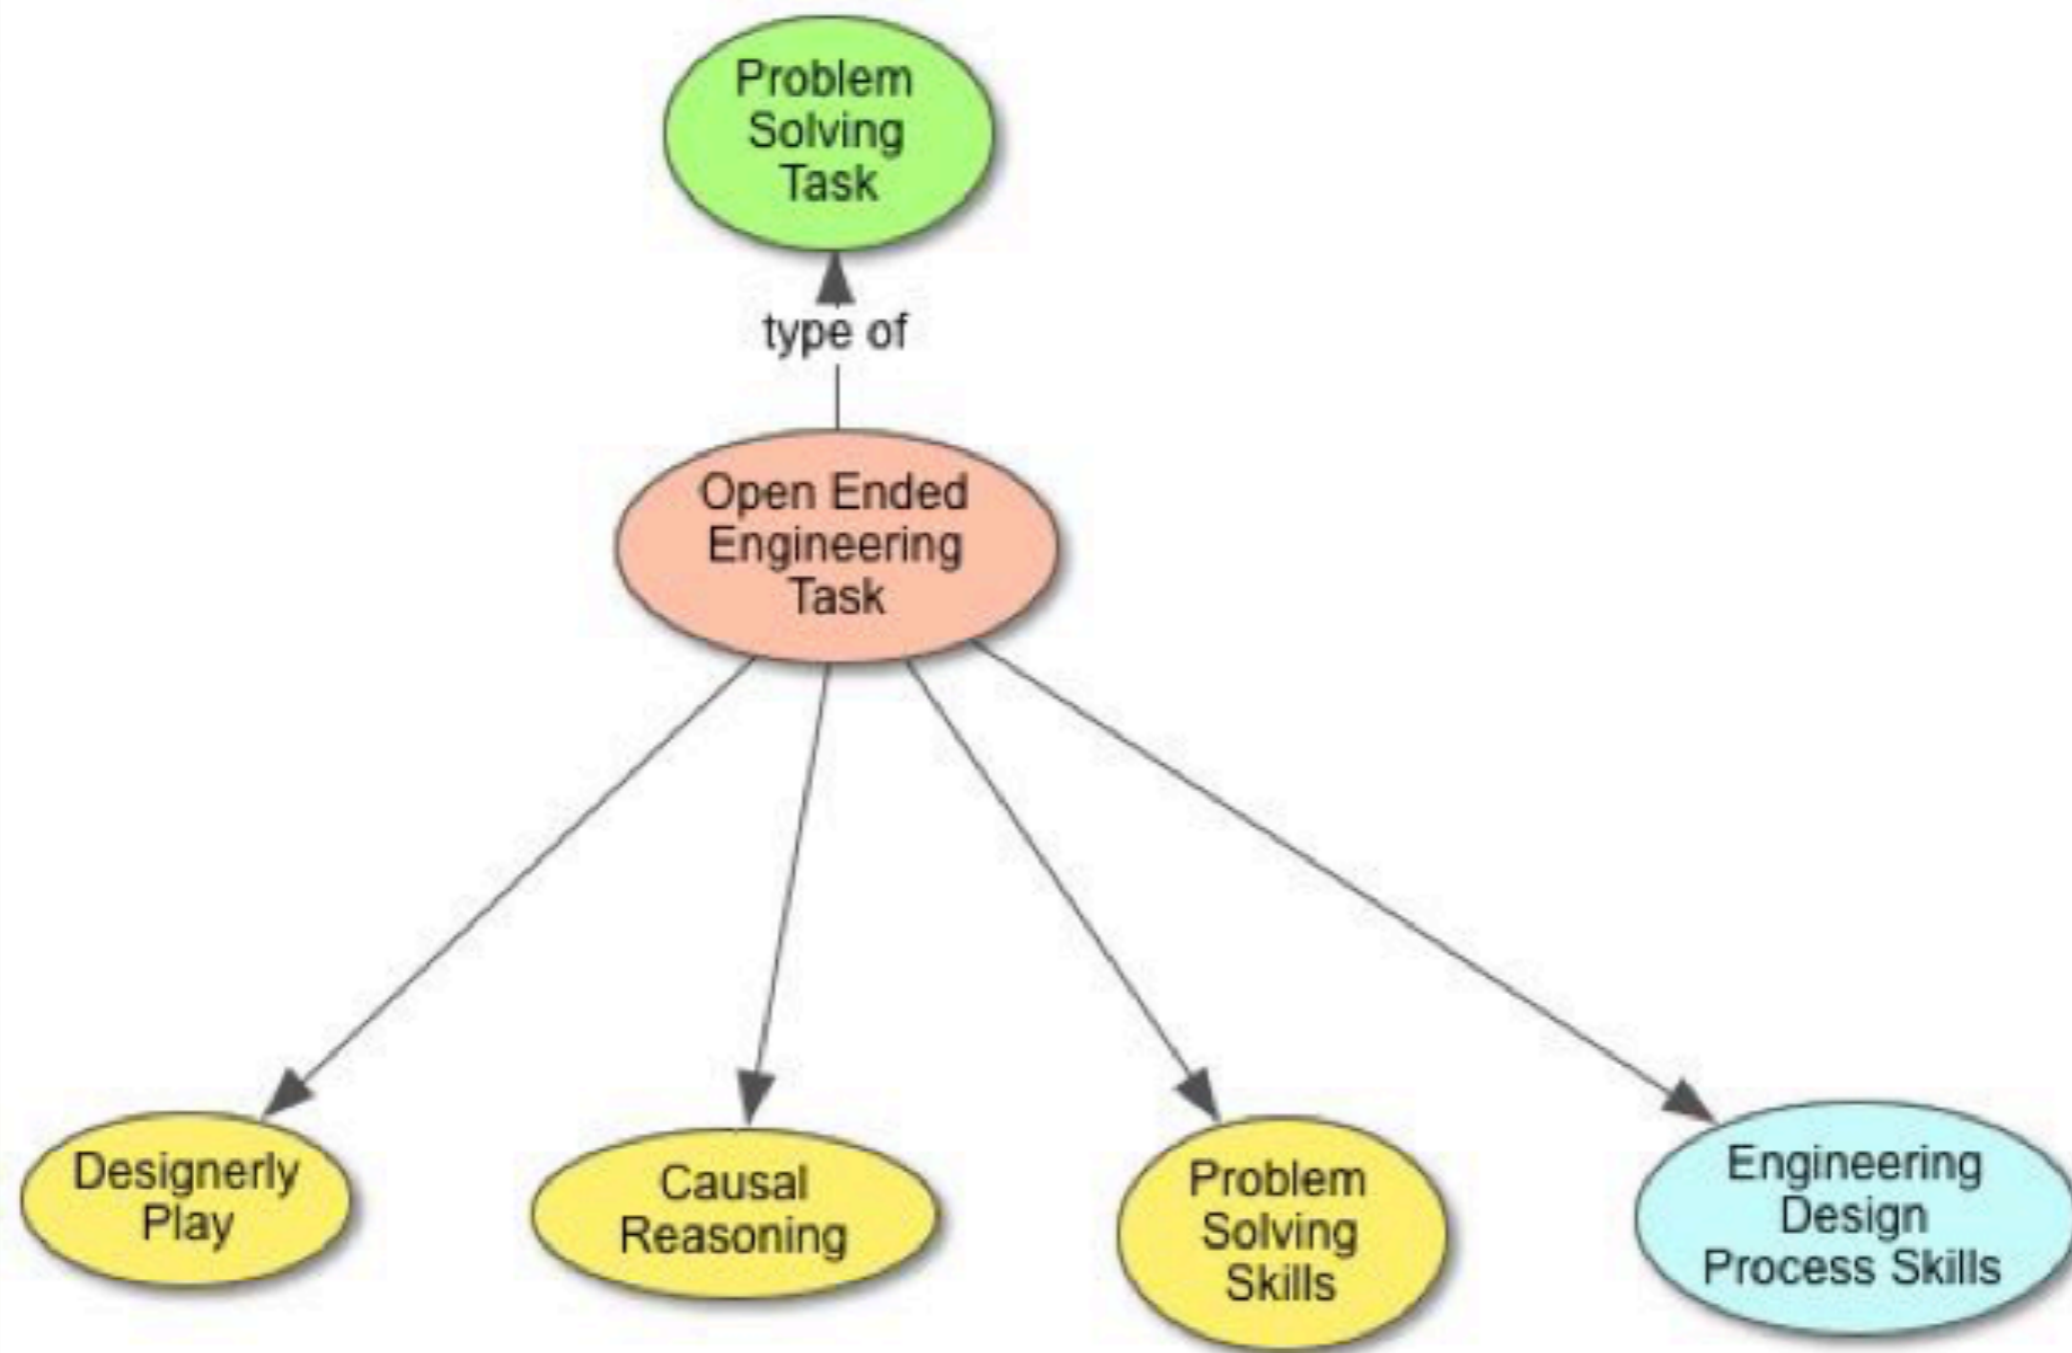 Problem
Solving
Task
type of
Open Ended
Engineering
Task
Designerly
Play
Causal
Reasoning
Problem
Solving
Skills
Engineering
Design
Process Skills